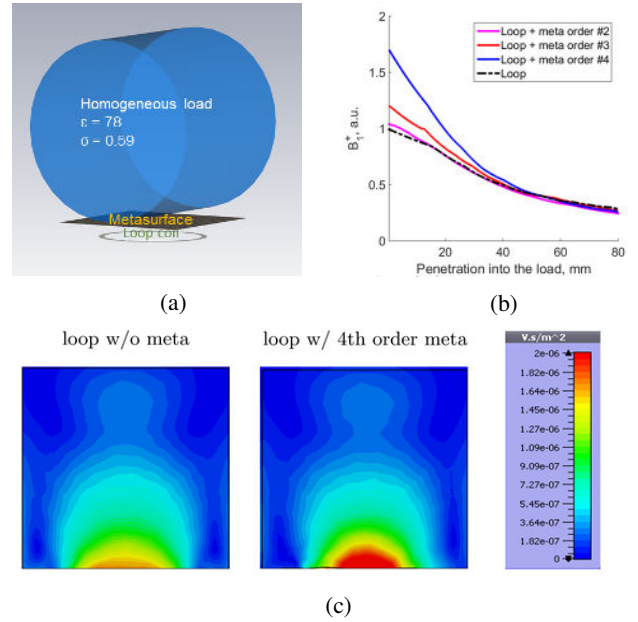 (a)
Homogeneous load
ε = 78
σ = 0.59
Metasurface
Loop coil
(b)
Loop + meta order #2
Loop + meta order #3
Loop + meta order #4
Loop
B₁⁺, a.u.
2
1.5
1
0.5
0
20
40
60
80
Penetration into the load, mm
(a)
(b)
loop w/o meta
loop w/ 4th order meta
V.s/m^2
2e-06
1.82e-06
1.64e-06
1.45e-06
1.27e-06
1.09e-06
9.09e-07
7.27e-07
5.45e-07
3.64e-07
1.82e-07
0
(c)